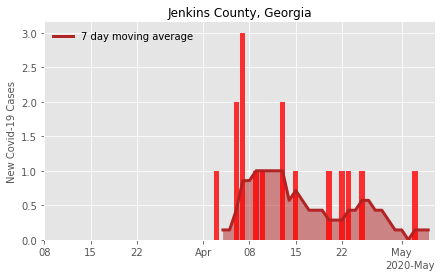 Jenkins County, Georgia
7 day moving average
New Covid-19 Cases
3.0
2.5
2.0
1.5
1.0
0.5
0.0
08 15 22 Apr 08 15 22 May
2020-May